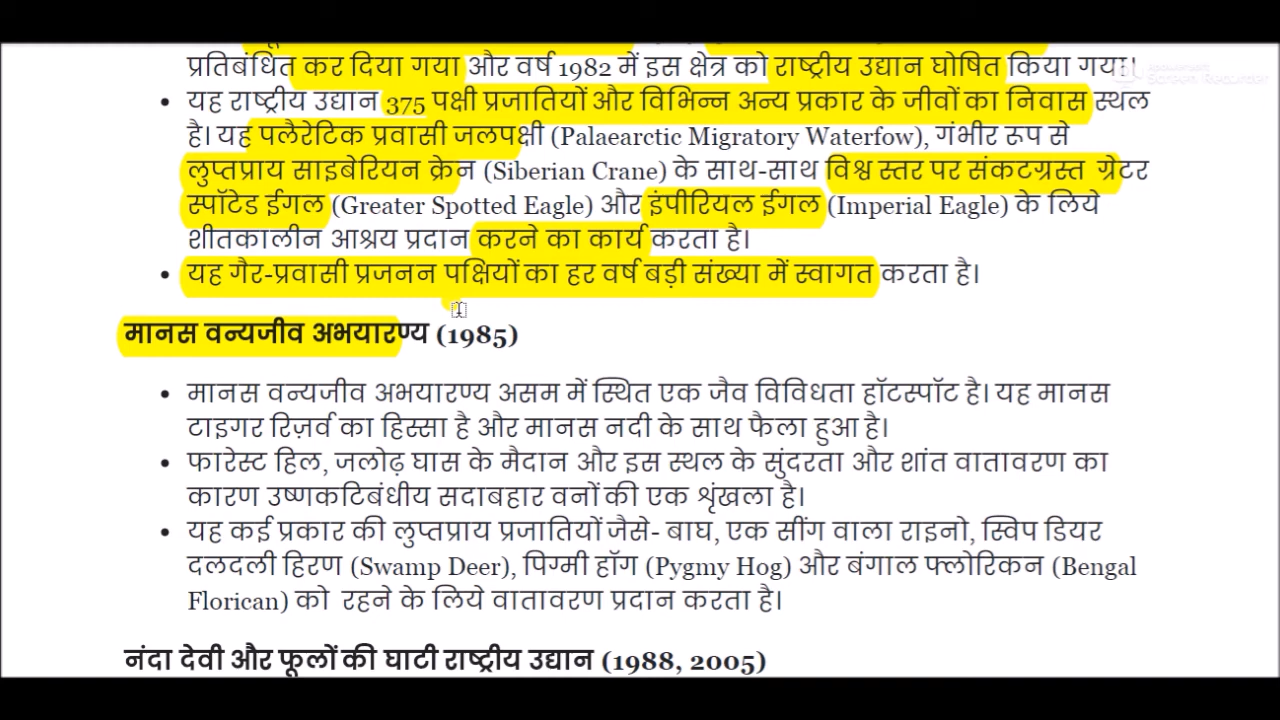 प्रतिबंधित कर दिया गया और वर्ष 1982 में इस क्षेत्र को राष्ट्रीय उद्यान घोषित किया गया।
• यह राष्ट्रीय उद्यान 375 पक्षी प्रजातियों और विभिन्न अन्य प्रकार के जीवों का निवास स्थल
है। यह पलैरेटिक प्रवासी जलपक्षी (Palaearctic Migratory Waterfow), गंभीर रूप से
लुप्तप्राय साइबेरियन क्रेन (Siberian Crane) के साथ-साथ विश्व स्तर पर संकटग्रस्त ग्रेटर
स्पॉटेड ईगल (Greater Spotted Eagle) और इंपीरियल ईगल (Imperial Eagle) के लिये
शीतकालीन आश्रय प्रदान करने का कार्य करता है।
• यह गैर-प्रवासी प्रजनन पक्षियों का हर वर्ष बड़ी संख्या में स्वागत करता है।
मानस वन्यजीव अभयारण्य (1985)
• मानस वन्यजीव अभयारण्य असम में स्थित एक जैव विविधता हॉटस्पॉट है। यह मानस
टाइगर रिज़र्व का हिस्सा है और मानस नदी के साथ फैला हुआ है।
• फारेस्ट हिल, जलोढ़ घास के मैदान और इस स्थल के सुंदरता और शांत वातावरण का
कारण उष्णकटिबंधीय सदाबहार वनों की एक श्रृंखला है।
• यह कई प्रकार की लुप्तप्राय प्रजातियों जैसे- बाघ, एक सींग वाला राइनो, स्विप डियर
दलदली हिरण (Swamp Deer), पिग्मी हॉग (Pygmy Hog) और बंगाल फ्लोरिकन (Bengal
Florican) को रहने के लिये वातावरण प्रदान करता है।
नंदा देवी और फूलों की घाटी राष्ट्रीय उद्यान (1988, 2005)